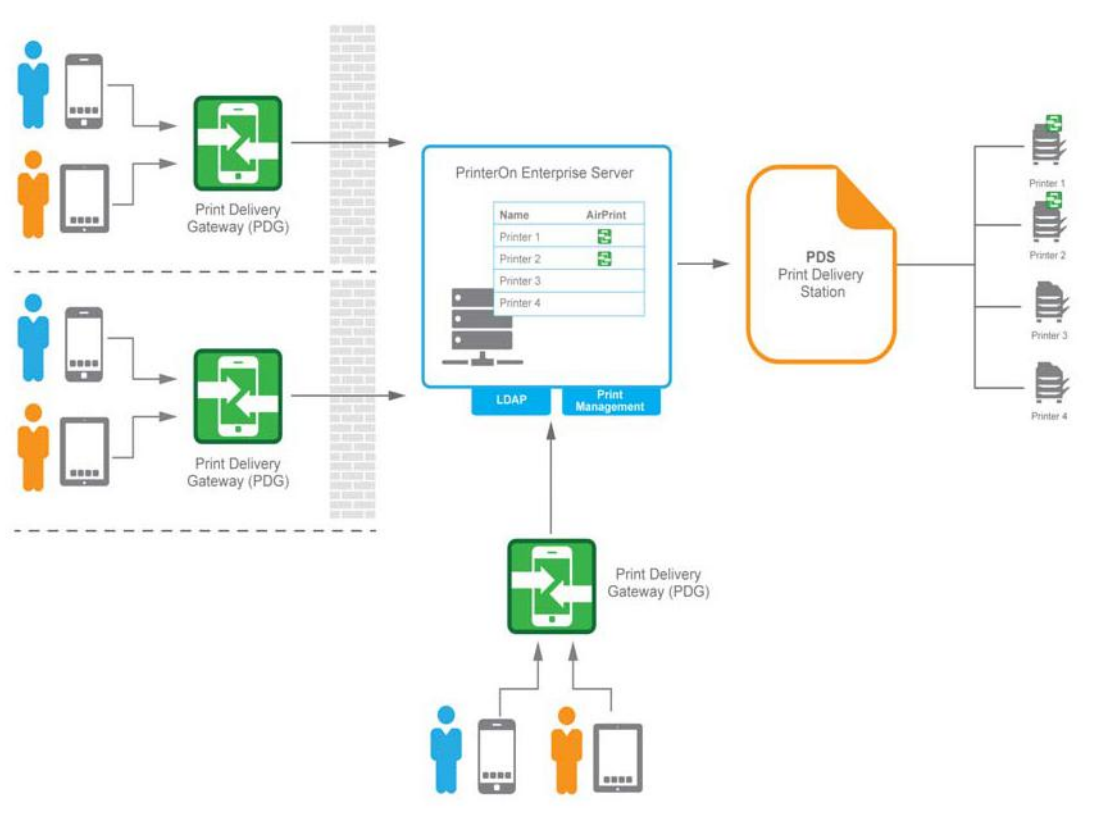 Print Delivery
Gateway (PDG)
PrinterOn Enterprise Server
Name AirPrint
Printer 1
Printer 2
Printer 3
Printer 4
LDAP
Print
Management
PDS
Print Delivery
Station
Printer 1
Printer 2
Printer 3
Printer 4
Print Delivery
Gateway (PDG)
Print Delivery
Gateway (PDG)